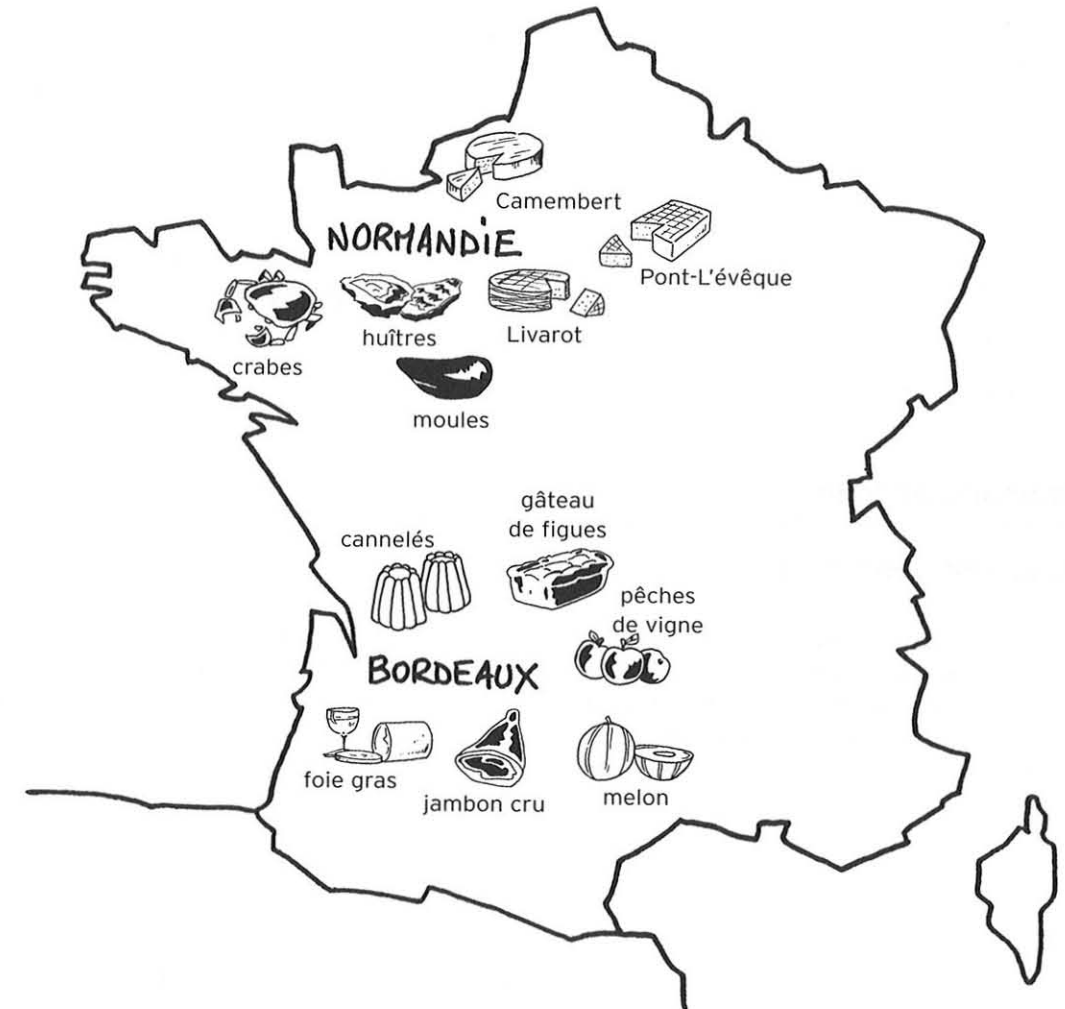 Camembert
NORMANDiE
Pont-L'évêque
huîtres
Livarot
crabes
moules
gâteau
de figues
cannelés
pêches
de vigne
BORDEAUX
foie gras
jambon cru
melon